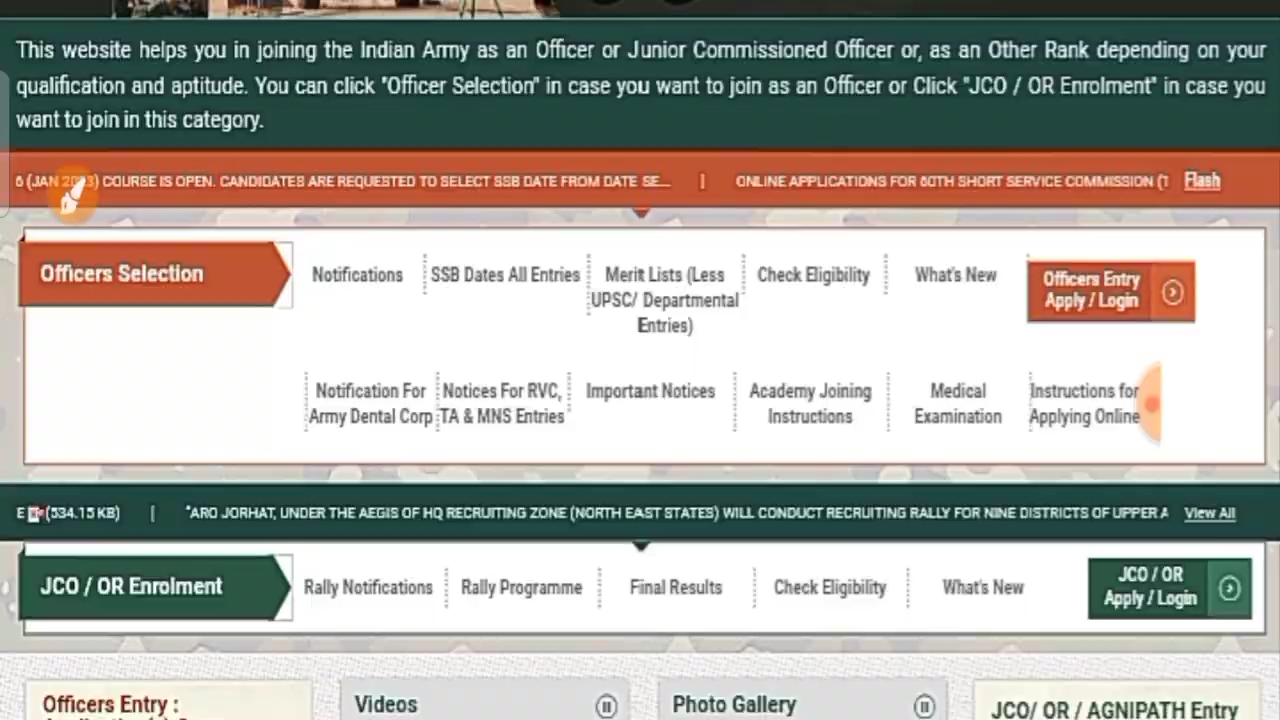 This website helps you in joining the Indian Army as an Officer or Junior Commissioned Officer or, as an Other Rank depending on your
qualification and aptitude. You can click "Officer Selection" in case you want to join as an Officer or Click "JCO / OR Enrolment" in case you
want to join in this category.
6 (JAN 2023) COURSE IS OPEN. CANDIDATES ARE REQUESTED TO SELECT SSB DATE FROM DATE SE... | ONLINE APPLICATIONS FOR 60TH SHORT SERVICE COMMISSION (T Flash
Officers Selection
Notifications
SSB Dates All Entries
Merit Lists (Less
UPSC/ Departmental
Entries)
Check Eligibility
What's New
Officers Entry
Apply / Login
Notification For
Army Dental Corp
Notices For RVC,
TA & MNS Entries
Important Notices
Academy Joining
Instructions
Medical
Examination
Instructions for
Applying Online
E (534.15 KB) | "ARO JORHAT, UNDER THE AEGIS OF HQ RECRUITING ZONE (NORTH EAST STATES) WILL CONDUCT RECRUITING RALLY FOR NINE DISTRICTS OF UPPER A View All
JCO / OR Enrolment
Rally Notifications
Rally Programme
Final Results
Check Eligibility
What's New
JCO / OR
Apply / Login
Officers Entry :
Videos
Photo Gallery
JCO/ OR / AGNIPATH Entry